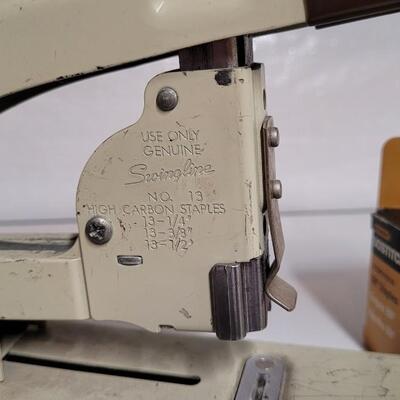 USE ONLY
GENUINE
Swingline
NO. 13
HIGH CARBON STAPLES
13-1/4"
13-3/8"
13-1/2"